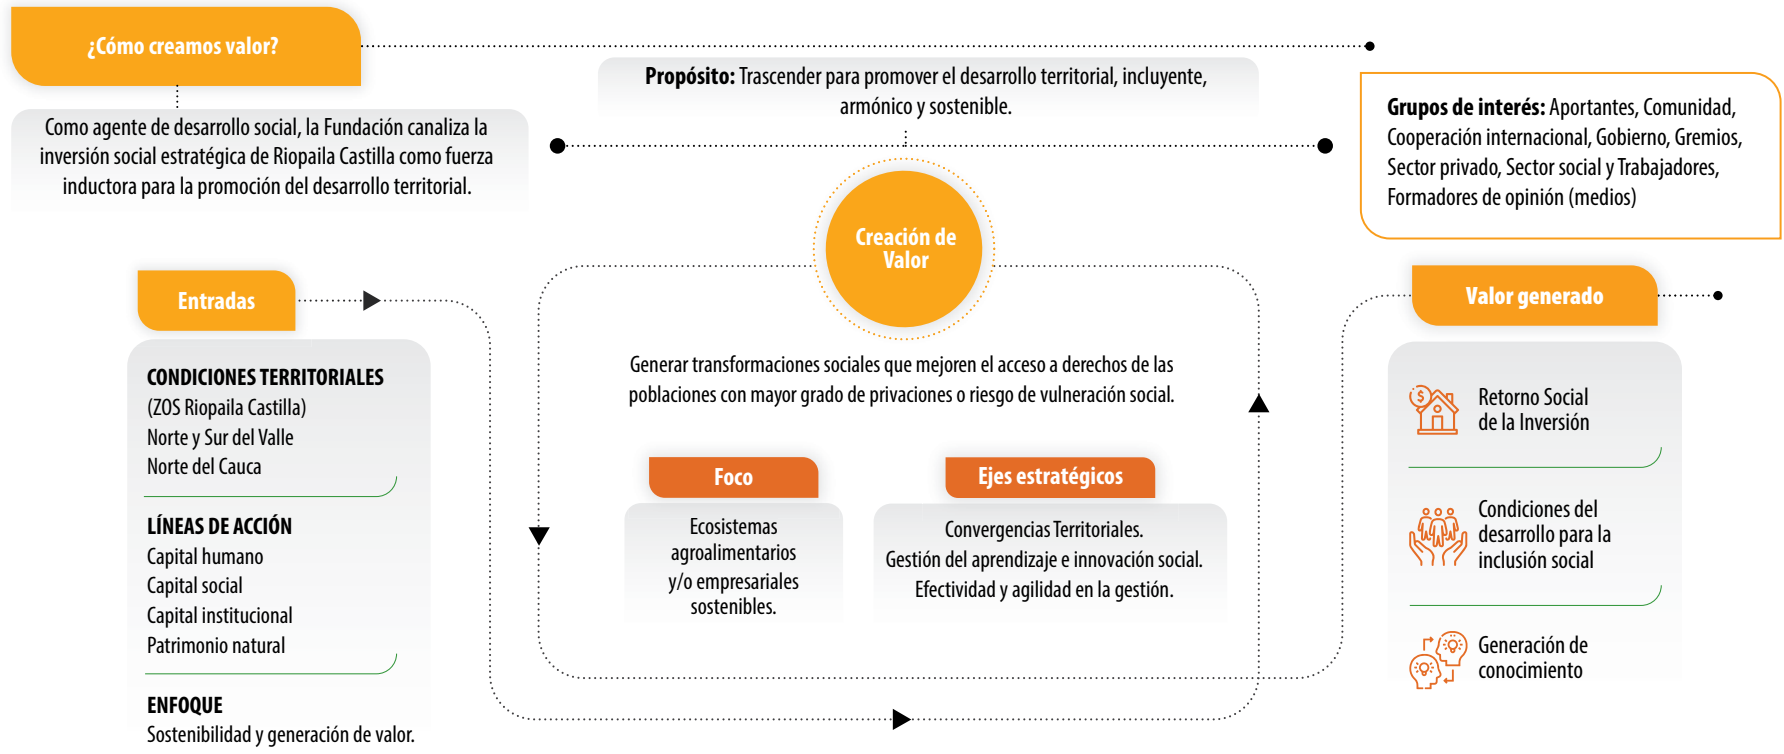 ¿Cómo creamos valor?
Como agente de desarrollo social, la Fundación canaliza la
inversión social estratégica de Riopaila Castilla como fuerza
inductora para la promoción del desarrollo territorial.
Propósito: Trascender para promover el desarrollo territorial, incluyente,
armónico y sostenible.
Grupos de interés: Aportantes, Comunidad,
Cooperación internacional, Gobierno, Gremios,
Sector privado, Sector social y Trabajadores,
Formadores de opinión (medios)
Entradas
CONDICIONES TERRITORIALES
(ZOS Riopaila Castilla)
Norte y Sur del Valle
Norte del Cauca
LÍNEAS DE ACCIÓN
Capital humano
Capital social
Capital institucional
Patrimonio natural
ENFOQUE
Sostenibilidad y generación de valor.
Creación de
Valor
Generar transformaciones sociales que mejoren el acceso a derechos de las
poblaciones con mayor grado de privaciones o riesgo de vulneración social.
Foco
Ecosistemas
agroalimentarios
y/o empresariales
sostenibles.
Ejes estratégicos
Convergencias Territoriales.
Gestión del aprendizaje e innovación social.
Efectividad y agilidad en la gestión.
Valor generado
$
Retorno Social
de la Inversión
Condiciones del
desarrollo para la
inclusión social
Generación de
conocimiento